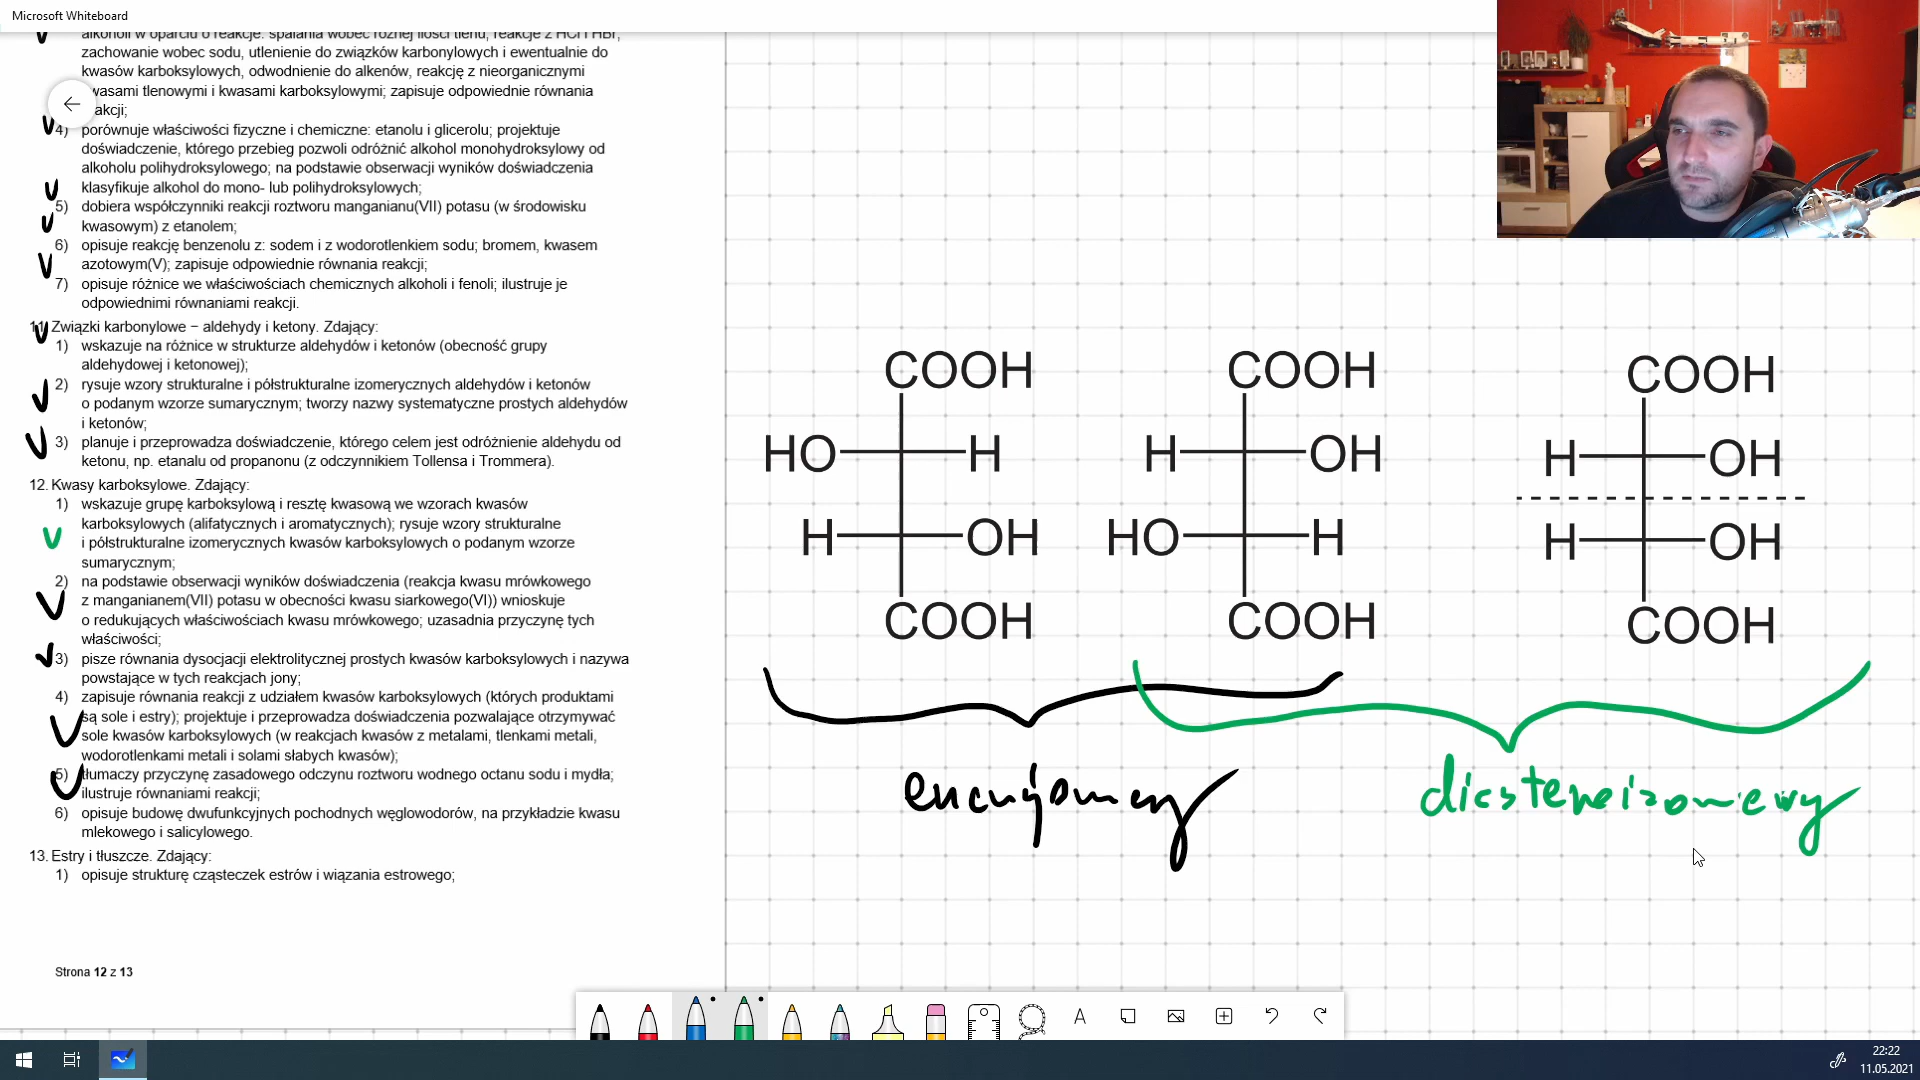 Microsoft Whiteboard
alkoholi w oparciu o reakcje: spalania wobec różnej ilości tlenu, reakcje z HCl i HBr,
zachowanie wobec sodu, utlenienie do związków karbonylowych i ewentualnie do
kwasów karboksylowych, odwodnienie do alkenów, reakcję z nieorganicznymi
wasami tlenowymi i kwasami karboksylowymi; zapisuje odpowiednie równania
akcji;
4) porównuje właściwości fizyczne i chemiczne: etanolu i glicerolu; projektuje
doświadczenie, którego przebieg pozwoli odróżnić alkohol monohydroksylowy od
alkoholu polihydroksylowego; na podstawie obserwacji wyników doświadczenia
klasyfikuje alkohol do mono- lub polihydroksylowych;
5) dobiera współczynniki reakcji roztworu manganianu(VII) potasu (w środowisku
kwasowym) z etanolem;
6) opisuje reakcję benzenolu z: sodem i z wodorotlenkiem sodu; bromem, kwasem
azotowym(V); zapisuje odpowiednie równania reakcji;
7) opisuje różnice we właściwościach chemicznych alkoholi i fenoli; ilustruje je
odpowiednimi równaniami reakcji.
11. Związki karbonylowe − aldehydy i ketony. Zdający:
1) wskazuje na różnice w strukturze aldehydów i ketonów (obecność grupy
aldehydowej i ketonowej);
2) rysuje wzory strukturalne i półstrukturalne izomerycznych aldehydów i ketonów
o podanym wzorze sumarycznym; tworzy nazwy systematyczne prostych aldehydów
i ketonów;
3) planuje i przeprowadza doświadczenie, którego celem jest odróżnienie aldehydu od
ketonu, np. etanalu od propanonu (z odczynnikiem Tollensa i Trommera).
12. Kwasy karboksylowe. Zdający:
1) wskazuje grupę karboksylową i resztę kwasową we wzorach kwasów
karboksylowych (alifatycznych i aromatycznych); rysuje wzory strukturalne
i półstrukturalne izomerycznych kwasów karboksylowych o podanym wzorze
sumarycznym;
2) na podstawie obserwacji wyników doświadczenia (reakcja kwasu mrówkowego
z manganianem(VII) potasu w obecności kwasu siarkowego(VI)) wnioskuje
o redukujących właściwościach kwasu mrówkowego; uzasadnia przyczynę tych
właściwości;
3) pisze równania dysocjacji elektrolitycznej prostych kwasów karboksylowych i nazywa
powstające w tych reakcjach jony;
4) zapisuje równania reakcji z udziałem kwasów karboksylowych (których produktami
są sole i estry); projektuje i przeprowadza doświadczenia pozwalające otrzymywać
sole kwasów karboksylowych (w reakcjach kwasów z metalami, tlenkami metali,
wodorotlenkami metali i solami słabych kwasów);
5) tłumaczy przyczynę zasadowego odczynu roztworu wodnego octanu sodu i mydła;
ilustruje równaniami reakcji;
6) opisuje budowę dwufunkcyjnych pochodnych węglowodorów, na przykładzie kwasu
mlekowego i salicylowego.
13. Estry i tłuszcze. Zdający:
1) opisuje strukturę cząsteczek estrów i wiązania estrowego;
Strona 12 z 13
COOH COOH COOH
HO H H OH H OH
H OH HO H H OH
COOH COOH COOH
enancjomery diastereizomery
A
22:22
11.05.2021